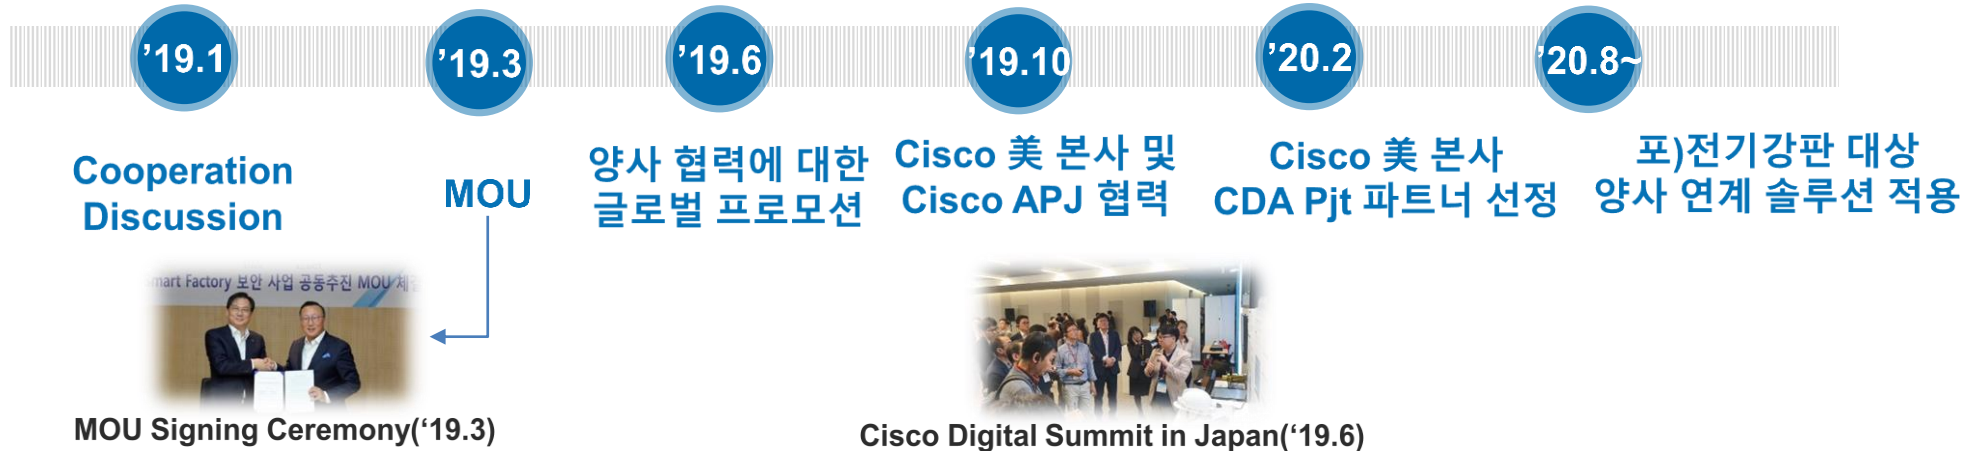 ’19.1
’19.3
’19.6
’19.10
’20.2
’20.8~
Cooperation
Discussion
MOU
양사 협력에 대한
글로벌 프로모션
Cisco 美 본사 및
Cisco APJ 협력
Cisco 美 본사
CDA Pjt 파트너 선정
포)전기강판 대상
양사 연계 솔루션 적용
mart Factory 보안 사업 공동추진 MOU 체결
MOU Signing Ceremony(‘19.3)
Cisco Digital Summit in Japan(‘19.6)